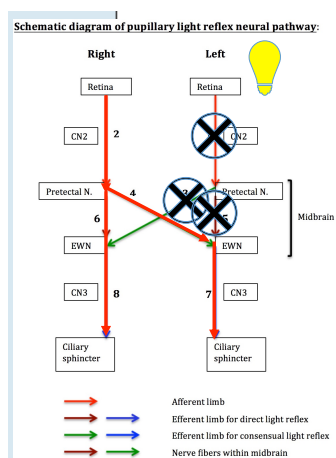 Schematic diagram of pupillary light reflex neural pathway:
Right Left
Retina Retina
CN2 2 CN2
Pretectal N. 4 Pretectal N.
6 Midbrain
EWN EWN
CN3 8 7 CN3
Ciliary sphincter Ciliary sphincter
Afferent limb
Efferent limb for direct light reflex
Efferent limb for consensual light reflex
Nerve fibers within midbrain